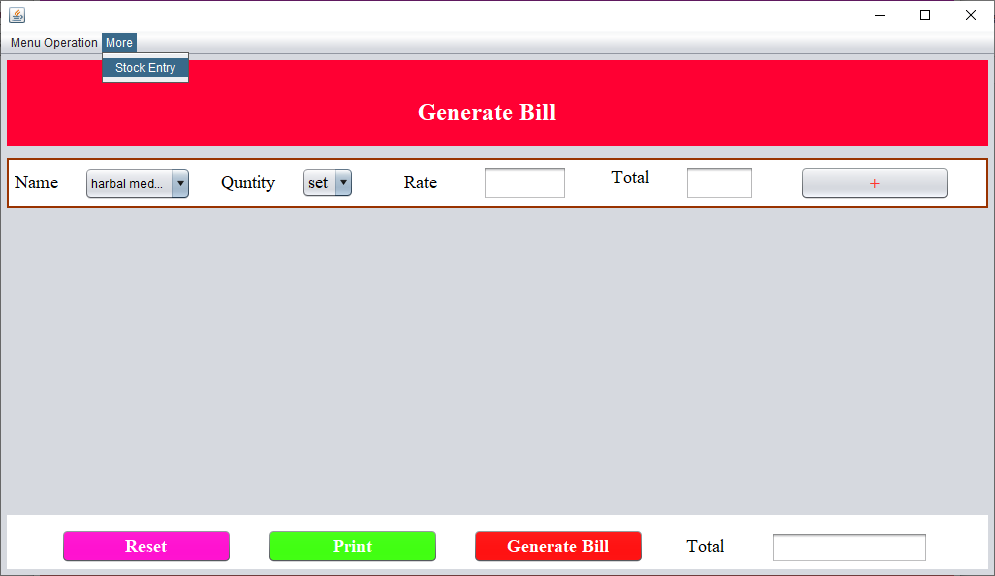 Menu Operation More
Stock Entry
Generate Bill
Name harbal med... Quntity set Rate Total +
Reset Print Generate Bill Total